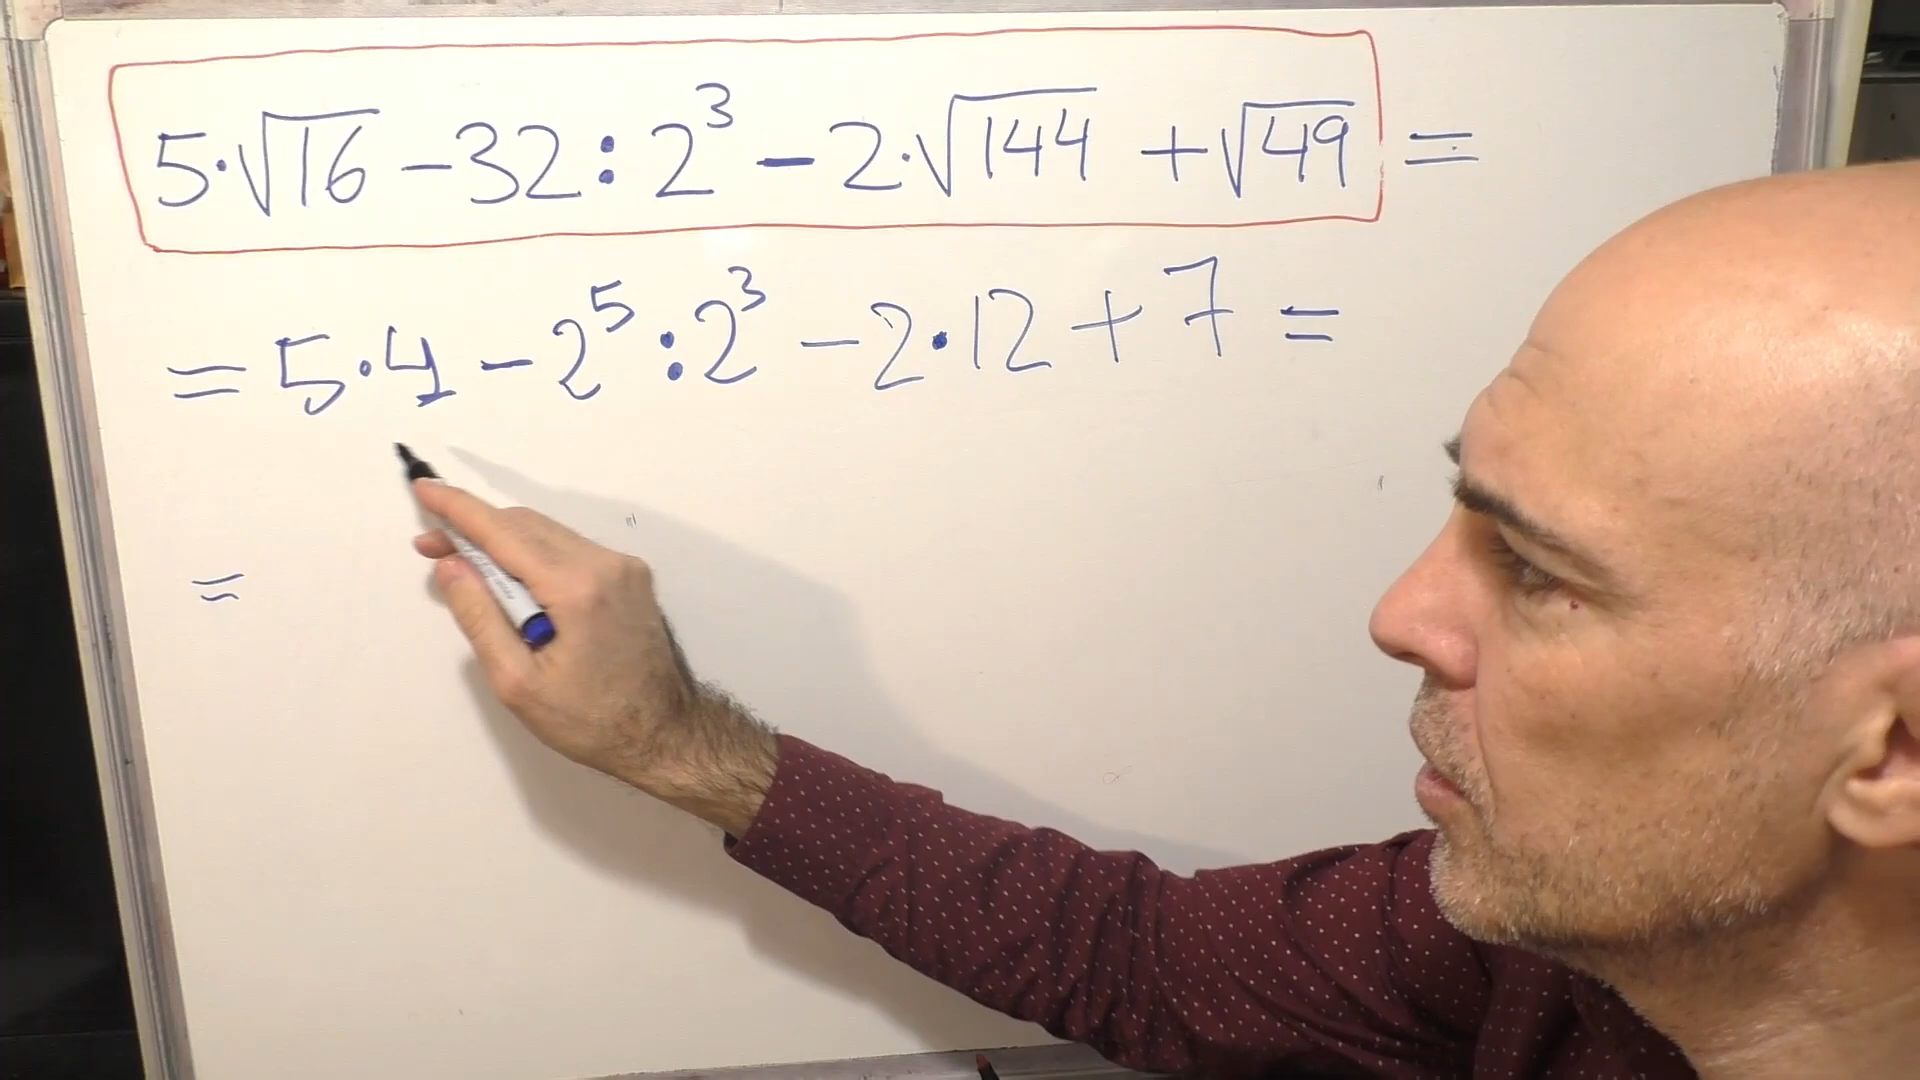 5·√16 − 32 : 2³ − 2·√144 + √49 =
= 5·4 − 2⁵ : 2³ − 2·12 + 7 =
=